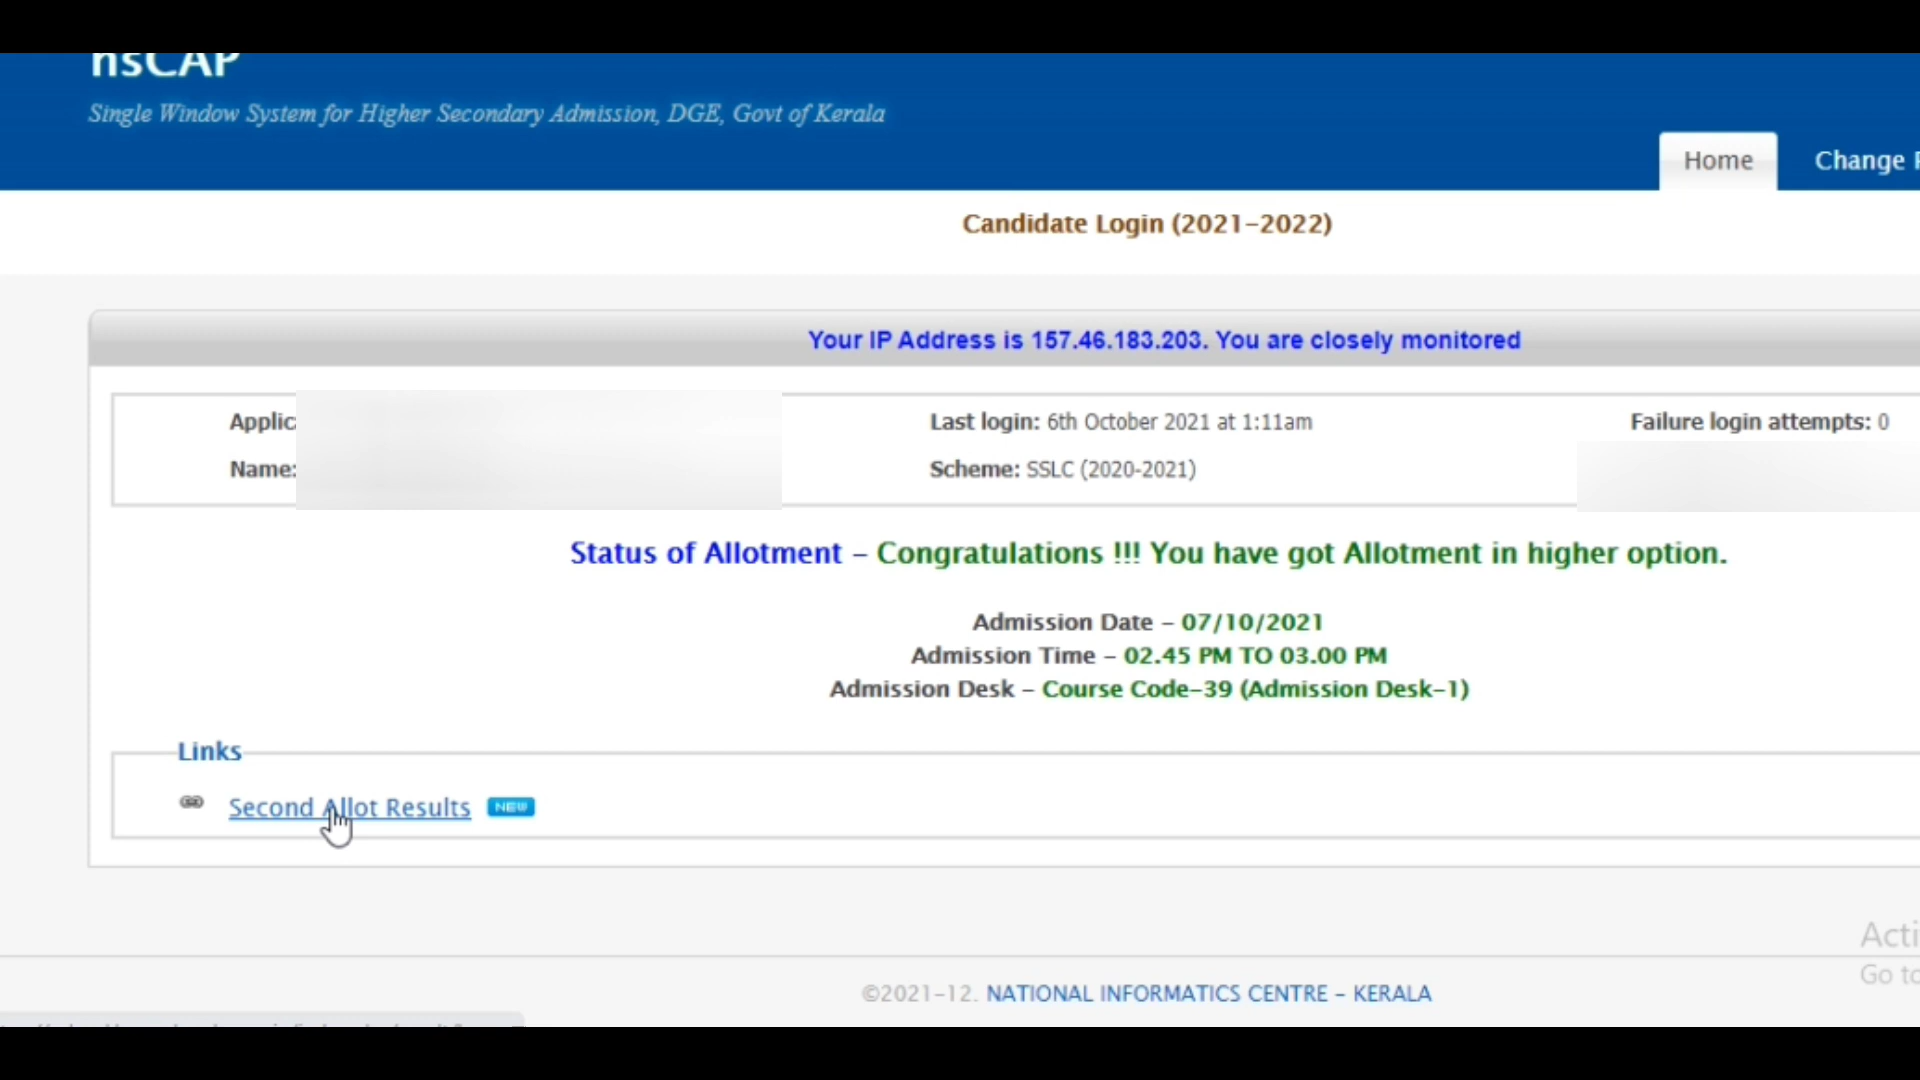 hsCAP
Single Window System for Higher Secondary Admission, DGE, Govt of Kerala
Home Change
Candidate Login (2021-2022)
Your IP Address is 157.46.183.203. You are closely monitored
Applic Last login: 6th October 2021 at 1:11am Failure login attempts: 0
Name: Scheme: SSLC (2020-2021)
Status of Allotment - Congratulations !!! You have got Allotment in higher option.
Admission Date - 07/10/2021
Admission Time - 02.45 PM TO 03.00 PM
Admission Desk - Course Code-39 (Admission Desk-1)
Links
Second Allot Results NEW
Acti
Go to
©2021-12. NATIONAL INFORMATICS CENTRE - KERALA